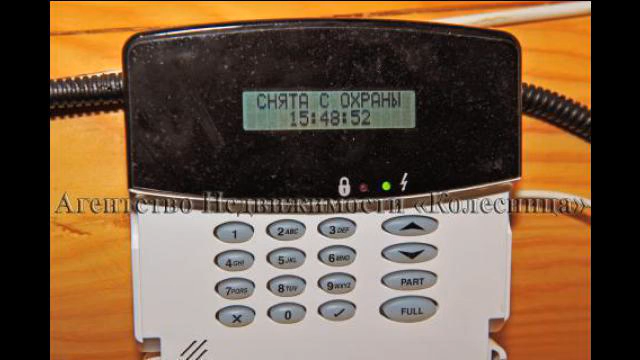 СНЯТА С ОХРАНЫ
15:48:52
Агентство Недвижимости «Колесница»
1 2ABC 3DEF
4GHI 5JKL 6MNO
7PQRS 8TUV 9WXYZ PART
0 FULL